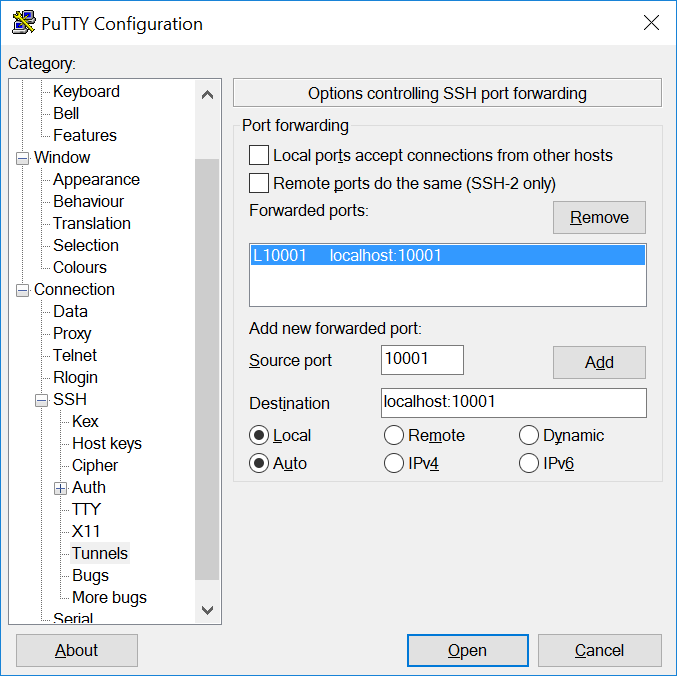 PuTTY Configuration
Category:
Keyboard
Bell
Features
Window
Appearance
Behaviour
Translation
Selection
Colours
Connection
Data
Proxy
Telnet
Rlogin
SSH
Kex
Host keys
Cipher
Auth
TTY
X11
Tunnels
Bugs
More bugs
Serial
Options controlling SSH port forwarding
Port forwarding
Local ports accept connections from other hosts
Remote ports do the same (SSH-2 only)
Forwarded ports:
Remove
L10001 localhost:10001
Add new forwarded port:
Source port 10001 Add
Destination localhost:10001
Local Remote Dynamic
Auto IPv4 IPv6
About Open Cancel